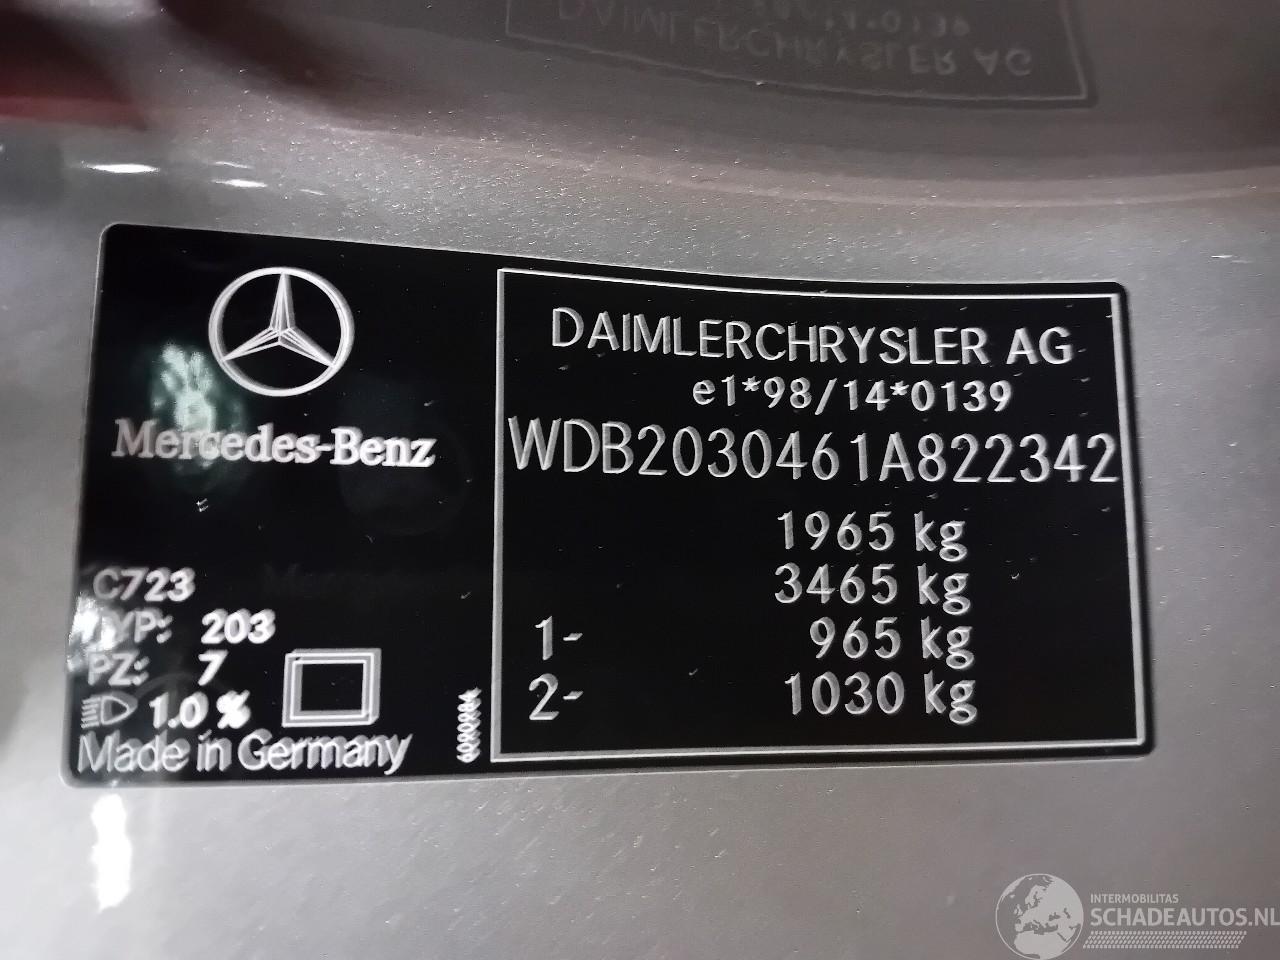 DAIMLERCHRYSLER AG
Mercedes-Benz
C723
TYP: 203
PZ: 7
1.0 %
Made in Germany
6090984
DAIMLERCHRYSLER AG
e1*98/14*0139
WDB2030461A822342
1965 kg
3465 kg
1- 965 kg
2- 1030 kg
INTERMOBILITAS
SCHADEAUTOS.NL